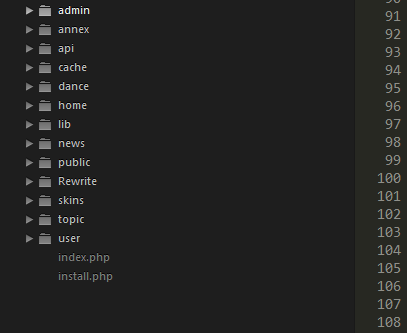 admin
annex
api
cache
dance
home
lib
news
public
Rewrite
skins
topic
user
index.php
install.php
91
92
93
94
95
96
97
98
99
100
101
102
103
104
105
106
107
108